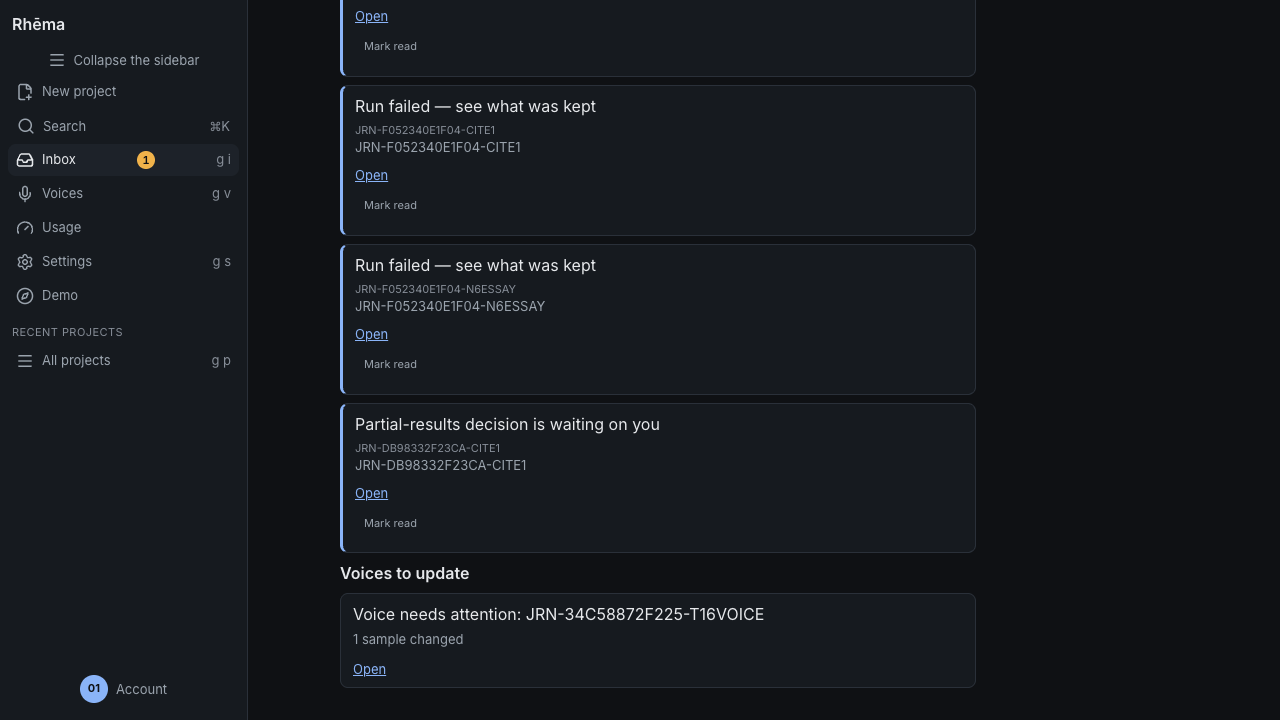 Rhēma
Collapse the sidebar
New project
Search ⌘K
Inbox 1 g i
Voices g v
Usage
Settings g s
Demo
RECENT PROJECTS
All projects g p
01 Account
Open
Mark read
Run failed — see what was kept
JRN-F052340E1F04-CITE1
JRN-F052340E1F04-CITE1
Open
Mark read
Run failed — see what was kept
JRN-F052340E1F04-N6ESSAY
JRN-F052340E1F04-N6ESSAY
Open
Mark read
Partial-results decision is waiting on you
JRN-DB98332F23CA-CITE1
JRN-DB98332F23CA-CITE1
Open
Mark read
Voices to update
Voice needs attention: JRN-34C58872F225-T16VOICE
1 sample changed
Open